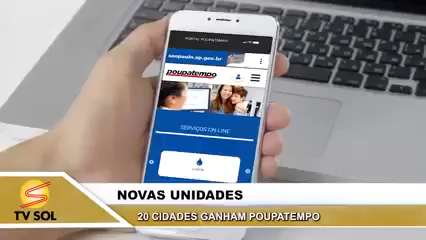 PORTAL POUPATEMPO
saopaulo.sp.gov.br
poupatempo
SERVIÇOS ON-LINE
NOVAS UNIDADES
20 CIDADES GANHAM POUPATEMPO
TV SOL